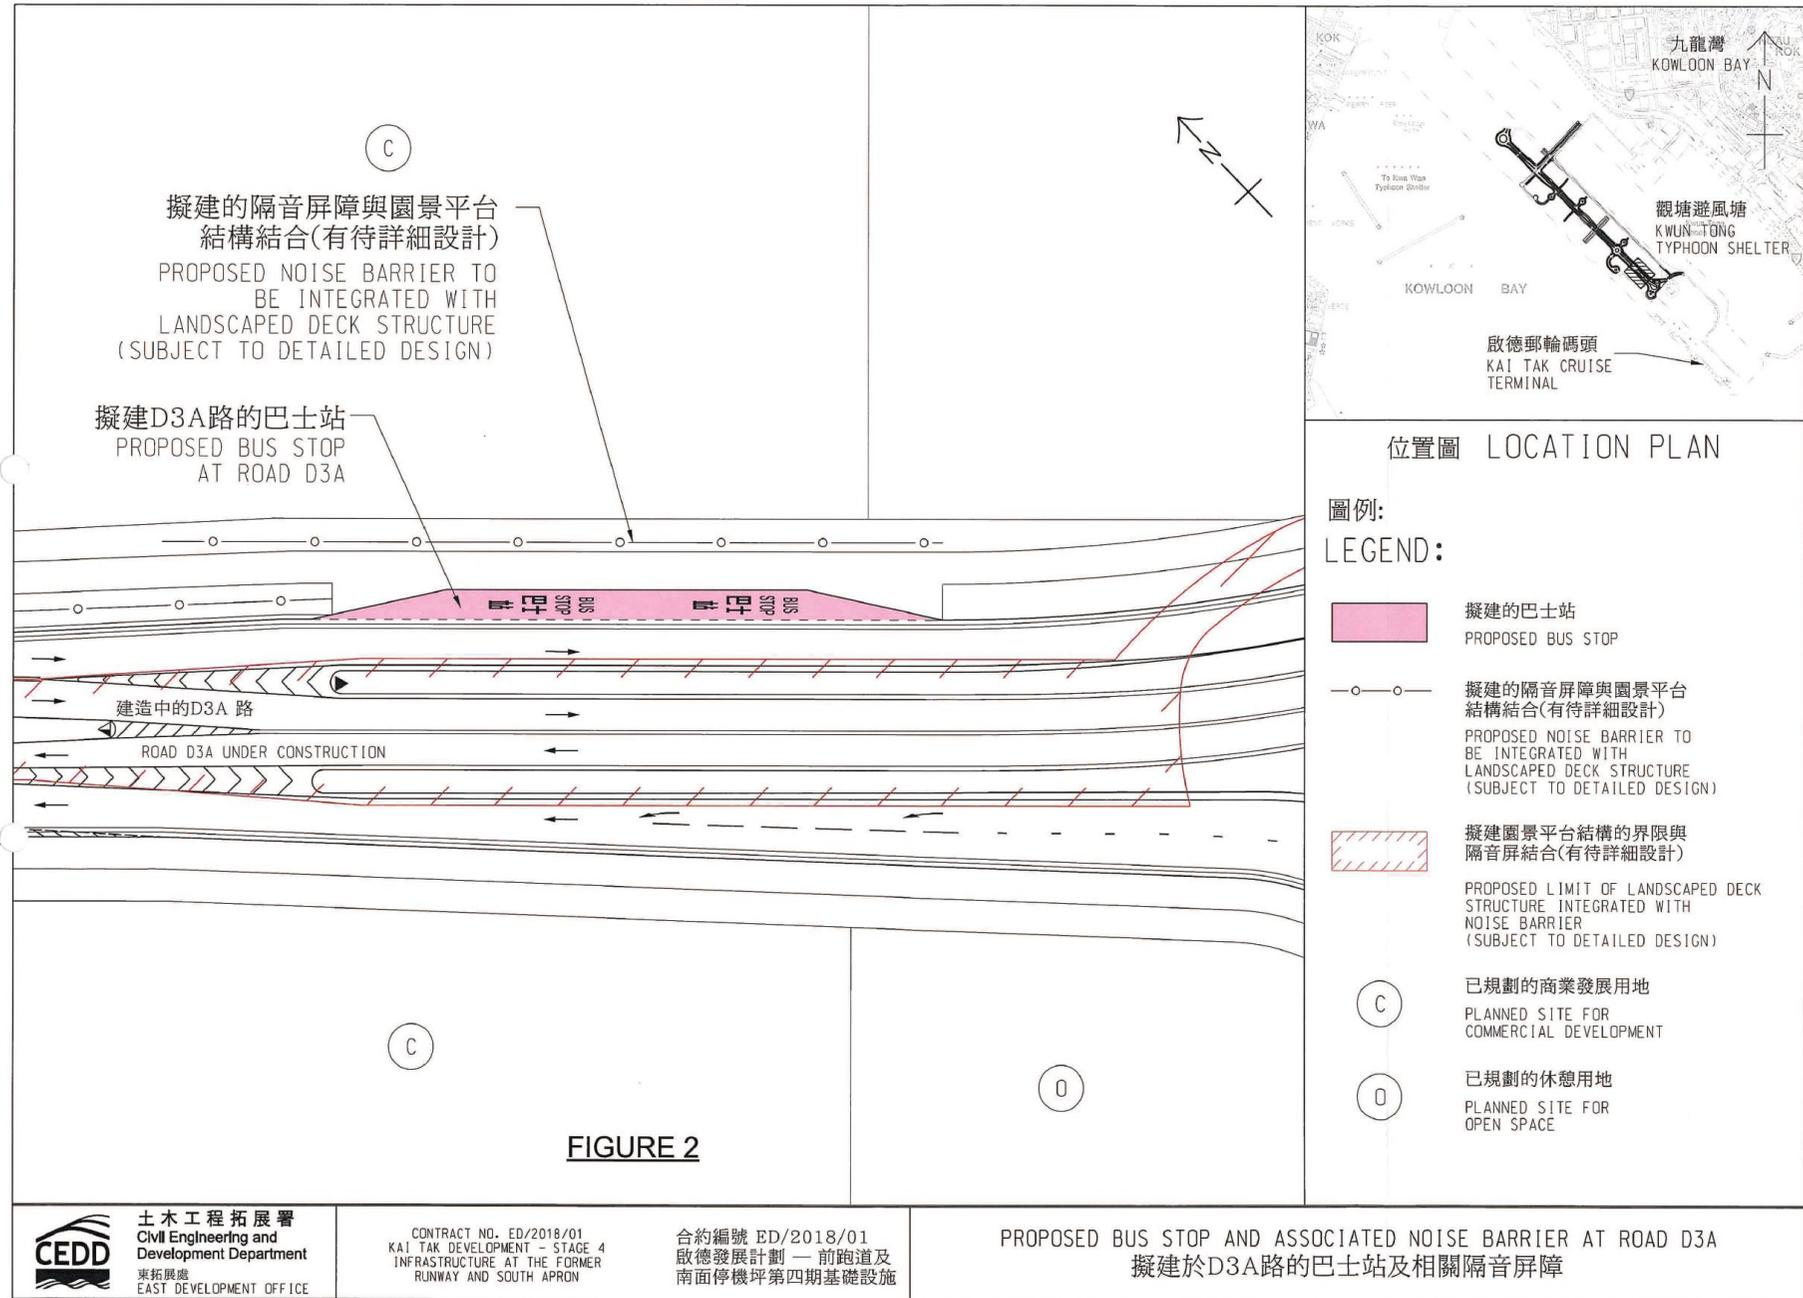 C
擬建的隔音屏障與園景平台
結構結合(有待詳細設計)
PROPOSED NOISE BARRIER TO
BE INTEGRATED WITH
LANDSCAPED DECK STRUCTURE
(SUBJECT TO DETAILED DESIGN)
擬建D3A路的巴士站
PROPOSED BUS STOP
AT ROAD D3A
N
巴士站
BUS STOP
巴士站
BUS STOP
建造中的D3A 路
ROAD D3A UNDER CONSTRUCTION
C
O
FIGURE 2
九龍灣
KOWLOON BAY
N
KOK
To Kwa Wan
Typhoon Shelter
觀塘避風塘
KWUN TONG
TYPHOON SHELTER
KOWLOON BAY
啟德郵輪碼頭
KAI TAK CRUISE
TERMINAL
位置圖 LOCATION PLAN
圖例:
LEGEND:
擬建的巴士站
PROPOSED BUS STOP
擬建的隔音屏障與園景平台
結構結合(有待詳細設計)
PROPOSED NOISE BARRIER TO
BE INTEGRATED WITH
LANDSCAPED DECK STRUCTURE
(SUBJECT TO DETAILED DESIGN)
擬建園景平台結構的界限與
隔音屏結合(有待詳細設計)
PROPOSED LIMIT OF LANDSCAPED DECK
STRUCTURE INTEGRATED WITH
NOISE BARRIER
(SUBJECT TO DETAILED DESIGN)
C
已規劃的商業發展用地
PLANNED SITE FOR
COMMERCIAL DEVELOPMENT
O
已規劃的休憩用地
PLANNED SITE FOR
OPEN SPACE
CEDD
土木工程拓展署
Civil Engineering and
Development Department
東拓展處
EAST DEVELOPMENT OFFICE
CONTRACT NO. ED/2018/01
KAI TAK DEVELOPMENT - STAGE 4
INFRASTRUCTURE AT THE FORMER
RUNWAY AND SOUTH APRON
合約編號 ED/2018/01
啟德發展計劃 — 前跑道及
南面停機坪第四期基礎設施
PROPOSED BUS STOP AND ASSOCIATED NOISE BARRIER AT ROAD D3A
擬建於D3A路的巴士站及相關隔音屏障